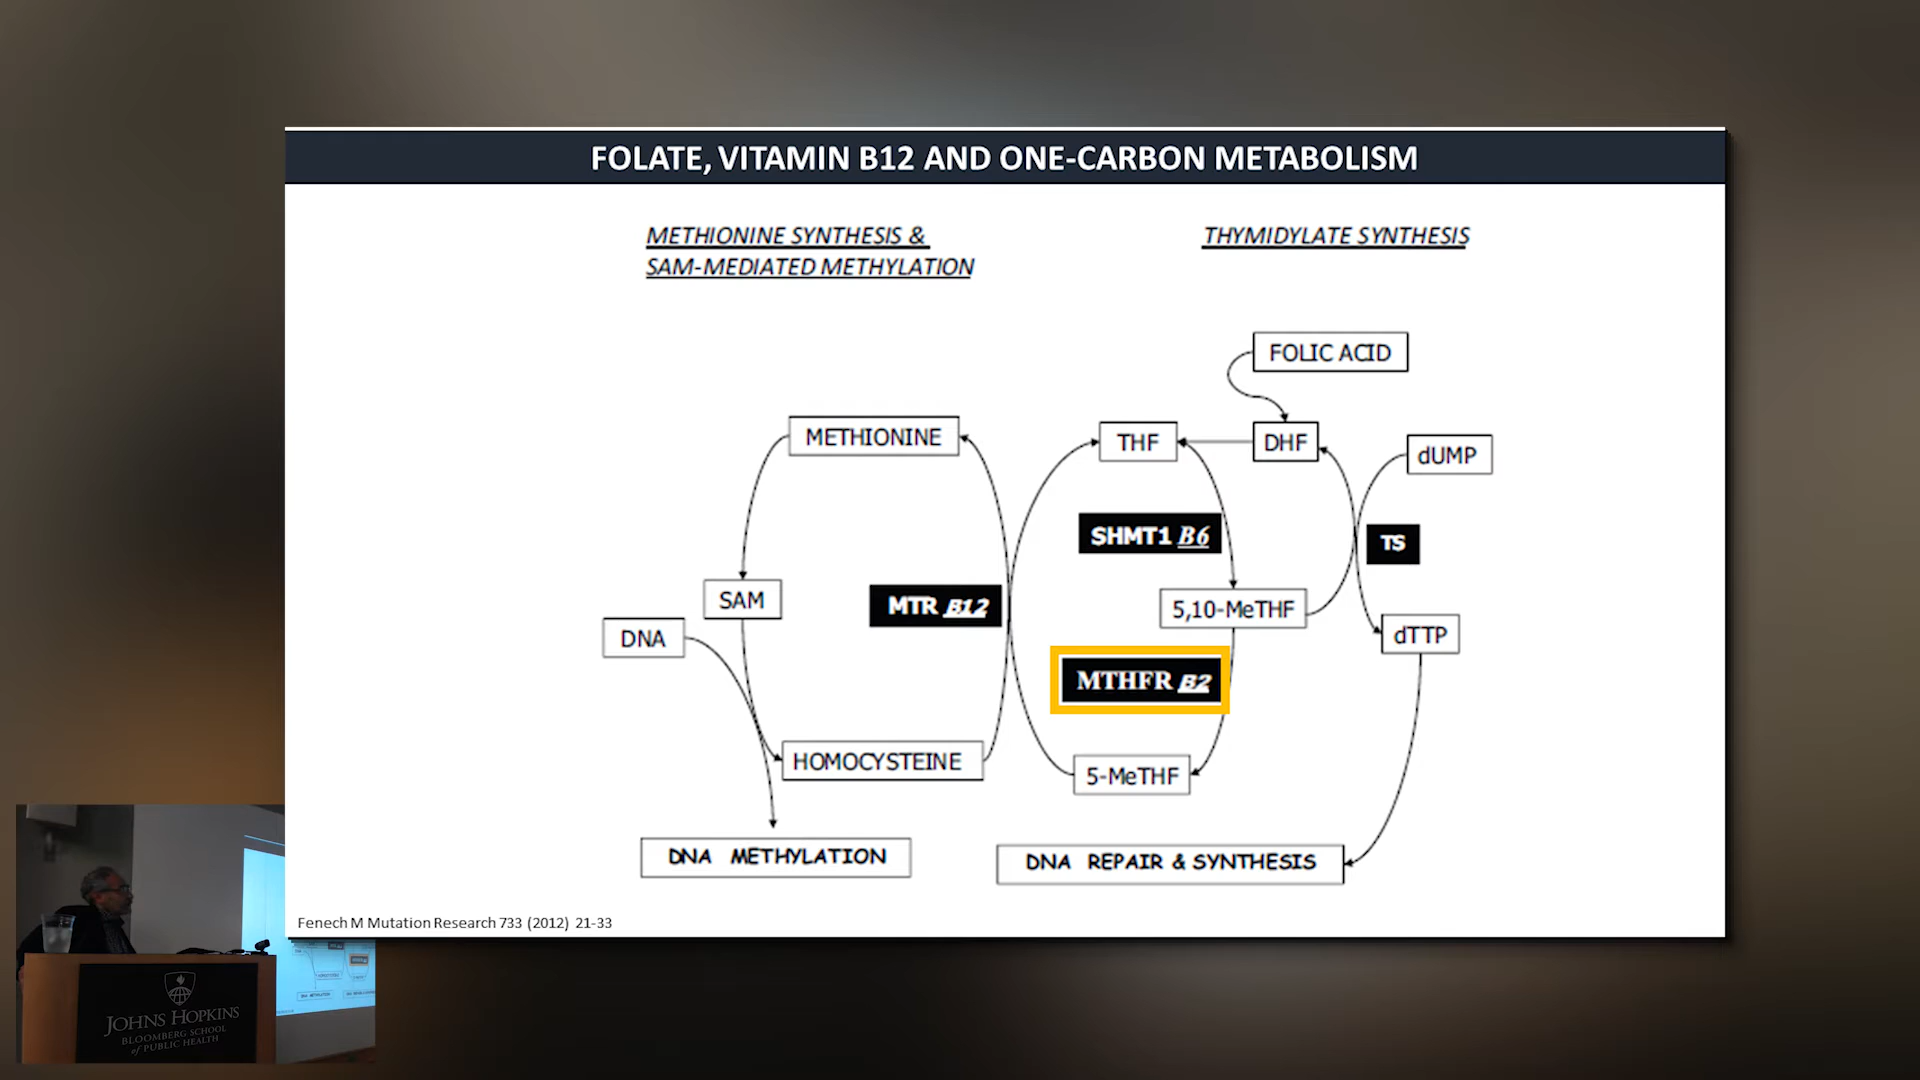 FOLATE, VITAMIN B12 AND ONE-CARBON METABOLISM
METHIONINE SYNTHESIS &
SAM-MEDIATED METHYLATION
THYMIDYLATE SYNTHESIS
FOLIC ACID
METHIONINE
THF
DHF
dUMP
SHMT1 B6
TS
SAM
MTR B12
5,10-MeTHF
DNA
dTTP
MTHFR B2
HOMOCYSTEINE
5-MeTHF
DNA METHYLATION
DNA REPAIR & SYNTHESIS
Fenech M Mutation Research 733 (2012) 21-33
JOHNS HOPKINS
BLOOMBERG SCHOOL
of PUBLIC HEALTH